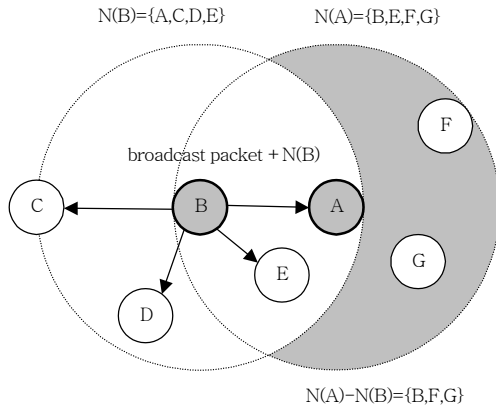 N(B)={A,C,D,E}
N(A)={B,E,F,G}
F
broadcast packet + N(B)
C
B
A
G
E
D
N(A)-N(B)={B,F,G}